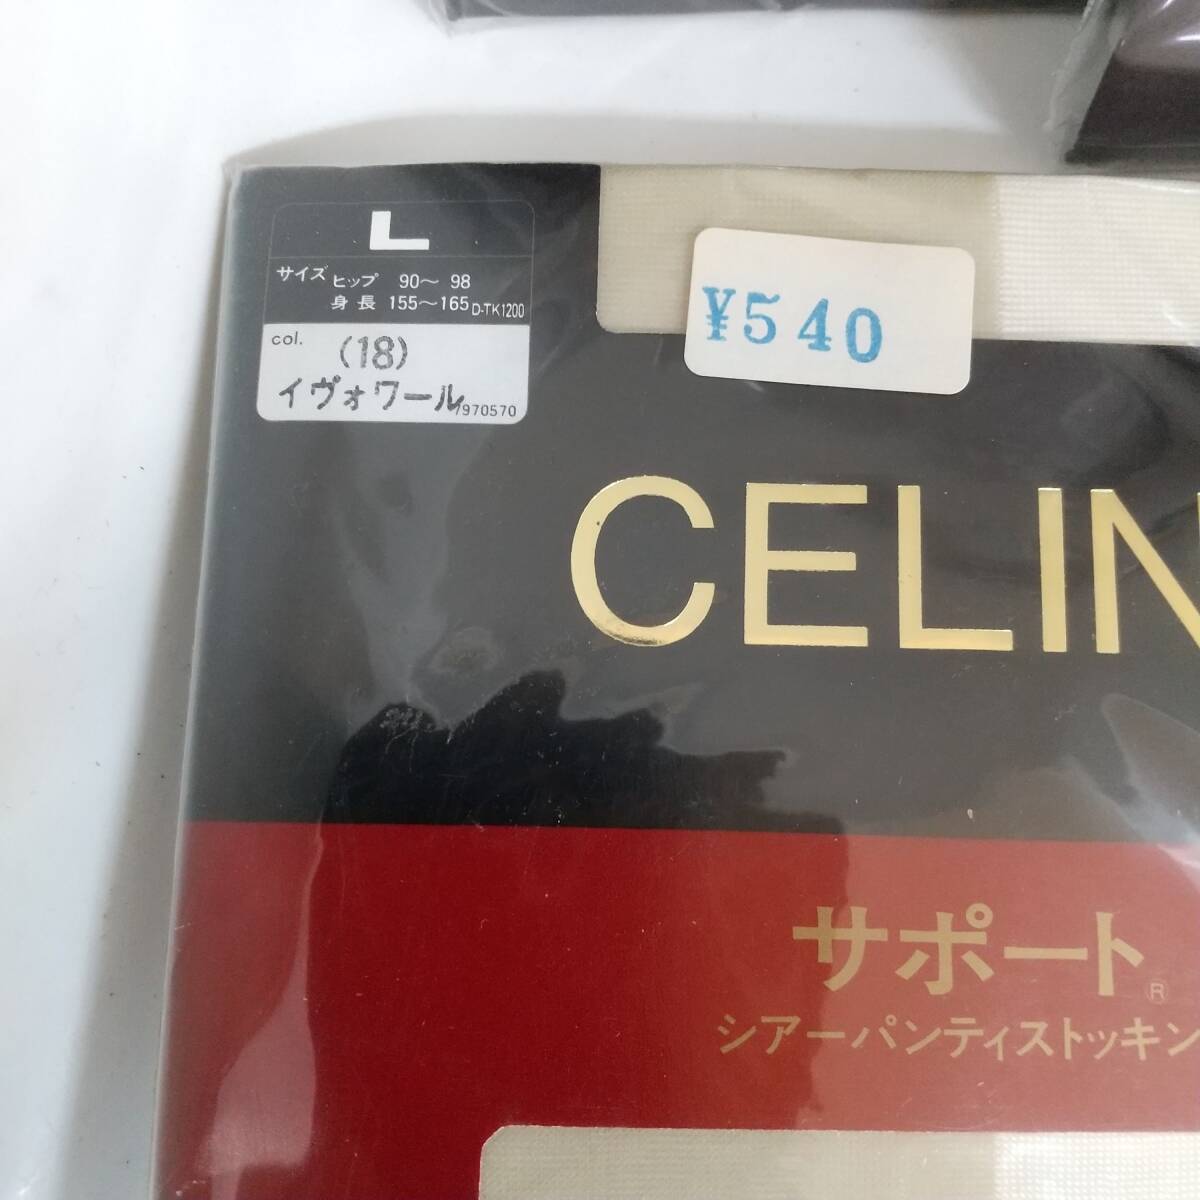 L
サイズ ヒップ 90〜98
身長 155〜165 D-TK1200
col.
(18)
イヴォワール
7970570
¥540
CELIN
サポート®
シアーパンティストッキン